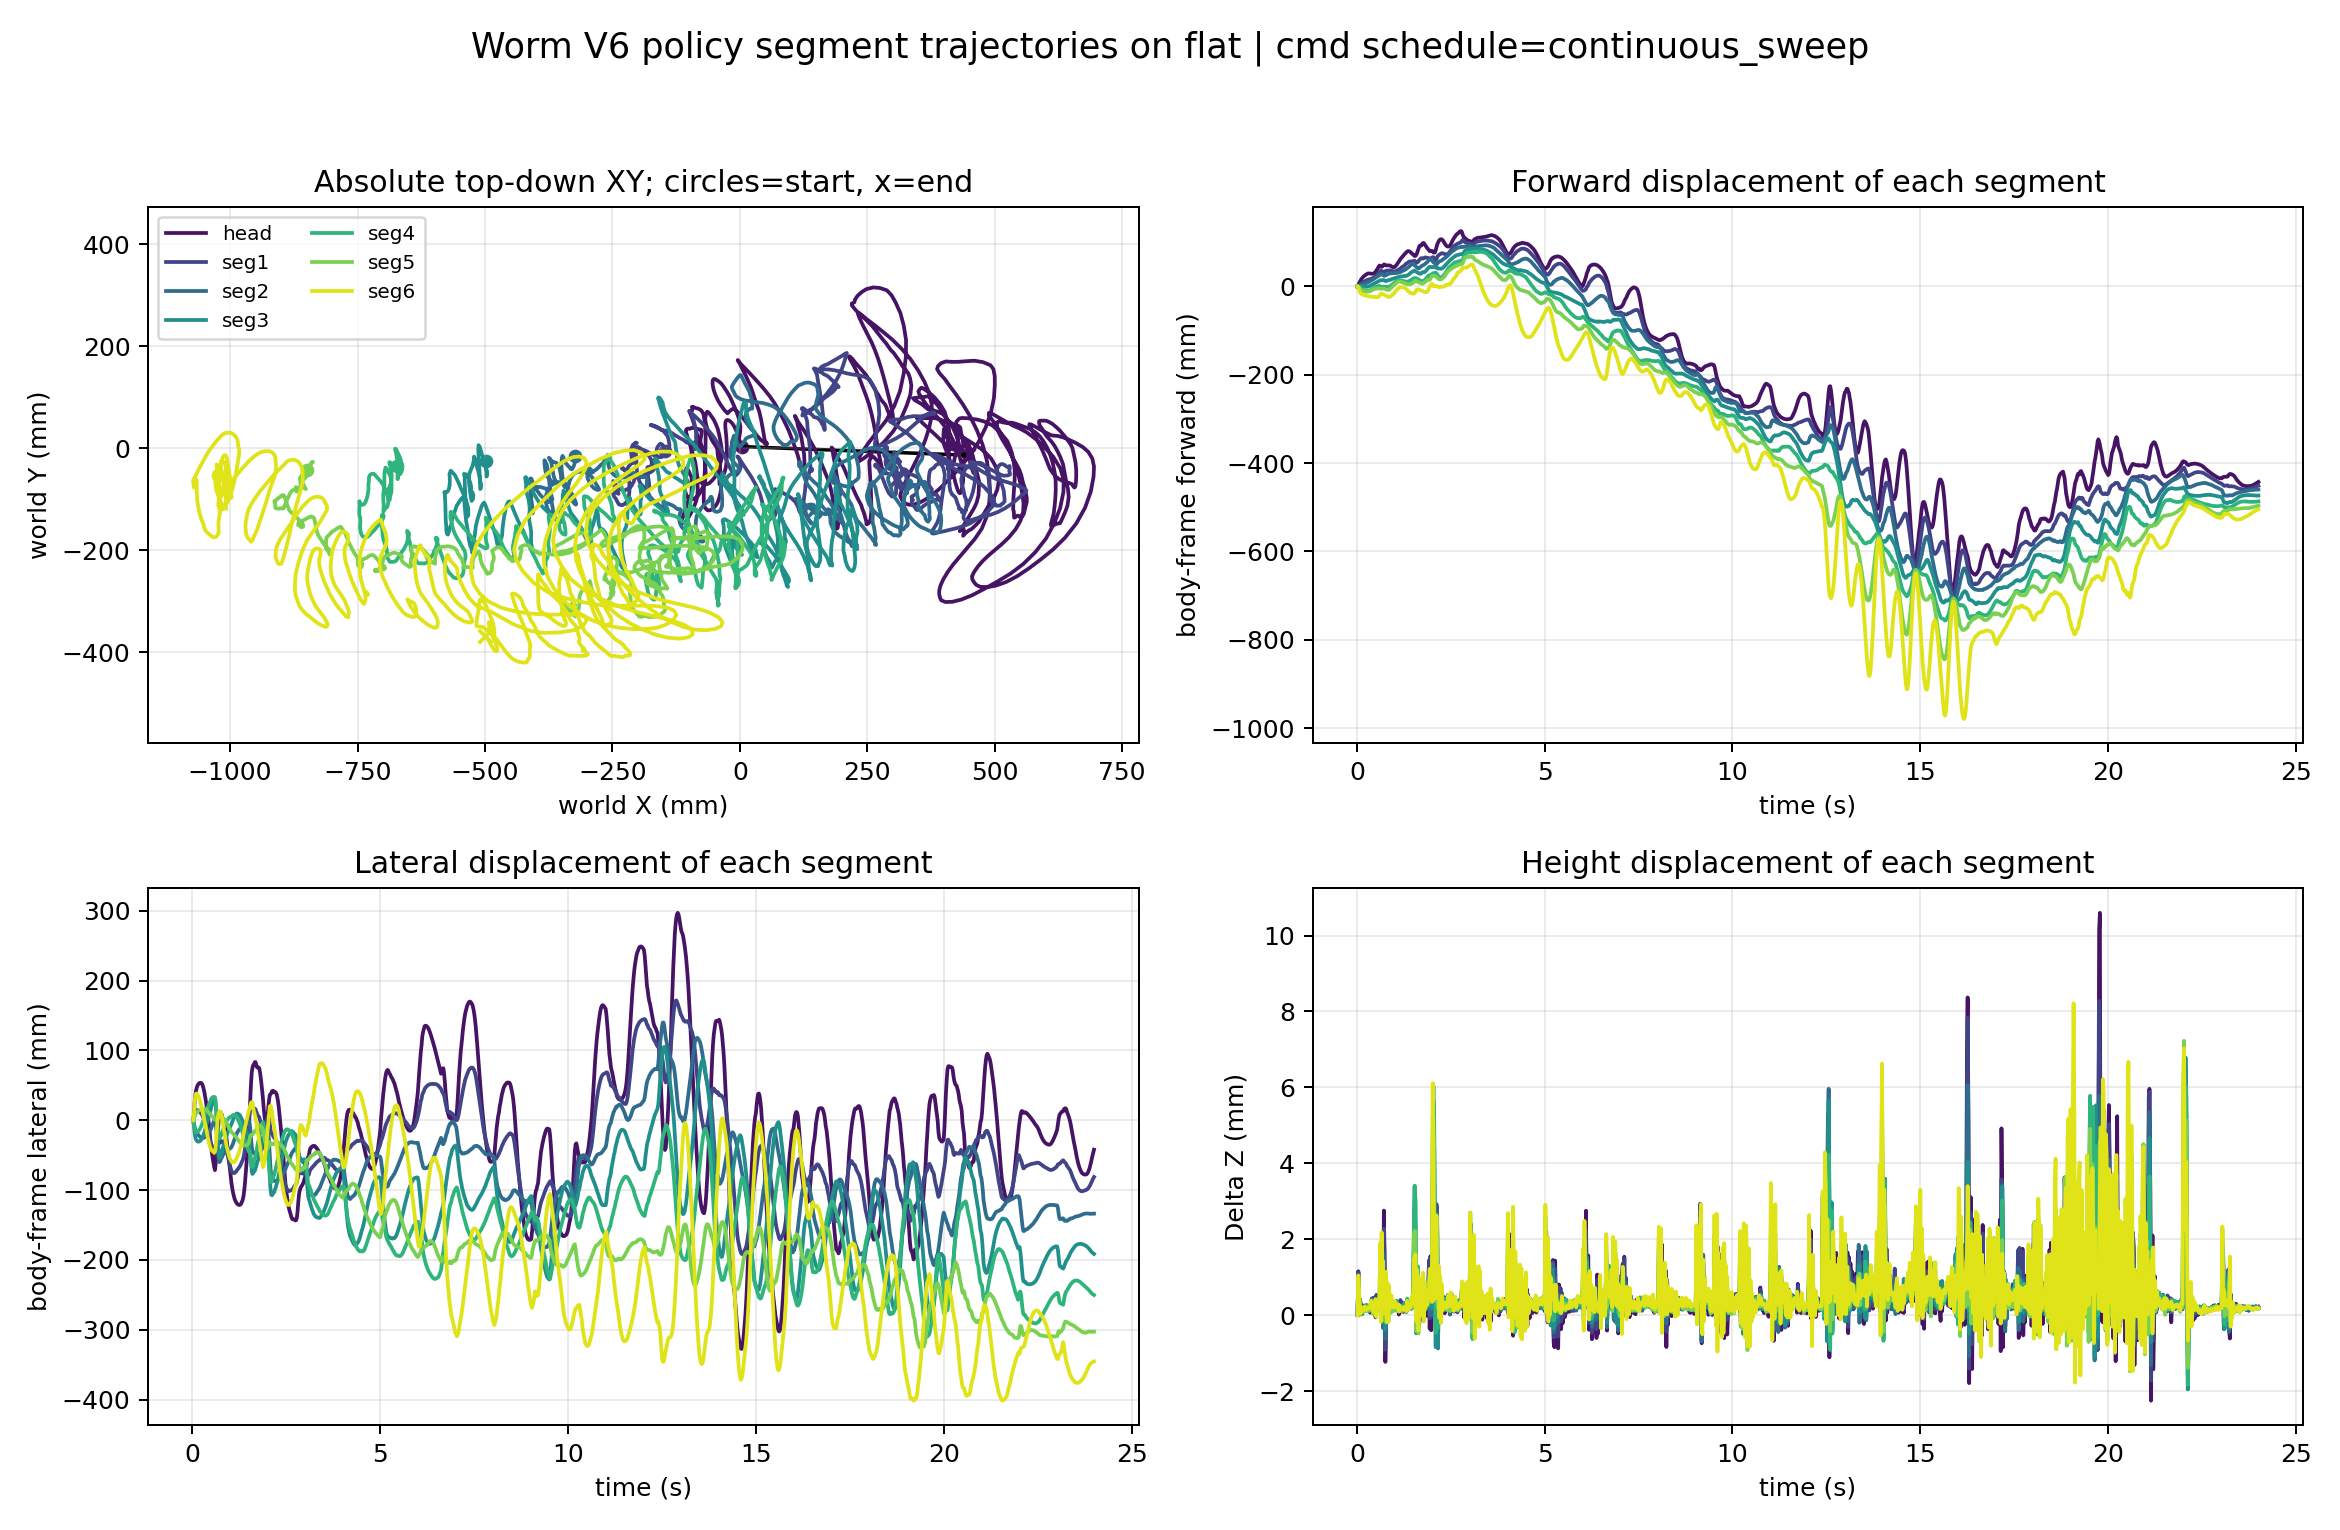 Worm V6 policy segment trajectories on flat | cmd schedule=continuous_sweep
Absolute top-down XY; circles=start, x=end
head
seg1
seg2
seg3
seg4
seg5
seg6
400
200
0
−200
−400
world Y (mm)
−1000
−750
−500
−250
0
250
500
750
world X (mm)
Forward displacement of each segment
0
−200
−400
−600
−800
−1000
body-frame forward (mm)
0
5
10
15
20
25
time (s)
Lateral displacement of each segment
300
200
100
0
−100
−200
−300
−400
body-frame lateral (mm)
0
5
10
15
20
25
time (s)
Height displacement of each segment
10
8
6
4
2
0
−2
Delta Z (mm)
0
5
10
15
20
25
time (s)